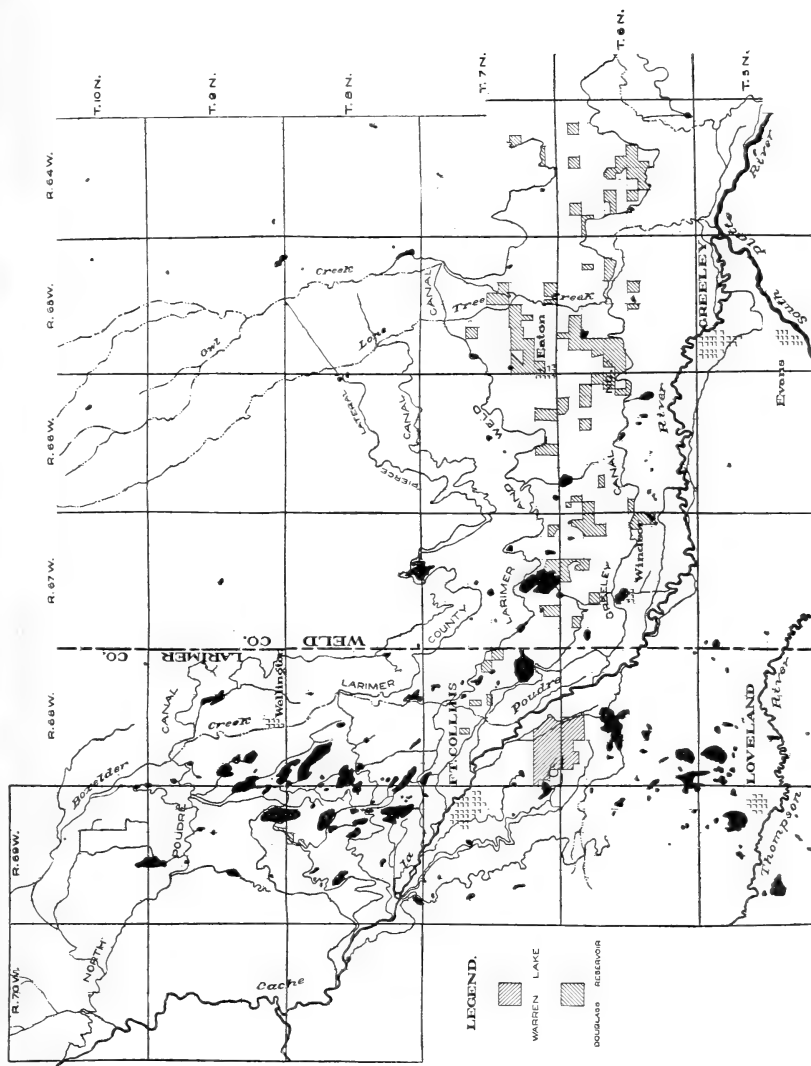 R. 70 W.
R. 69 W.
R. 68 W.
R. 67 W.
R. 66 W.
R. 65 W.
R. 64 W.
T. 10 N.
T. 9 N.
T. 8 N.
T. 7 N.
T. 6 N.
T. 5 N.
NORTH
POUDRE
CANAL
Boxelder
Creek
Wellington
LARIMER CO.
WELD CO.
LARIMER
COUNTY
CANAL
PIERCE
LATERAL
Owl
Creek
Lone
Tree
Creek
Cache
La
Poudre
River
FT. COLLINS
LARIMER
AND
WELD
CANAL
Eaton
GREELEY
CANAL
Windsor
GREELEY
Evans
South
Platte
River
LOVELAND
Thompson
River
LEGEND.
WARREN LAKE
DOUGLASS RESERVOIR